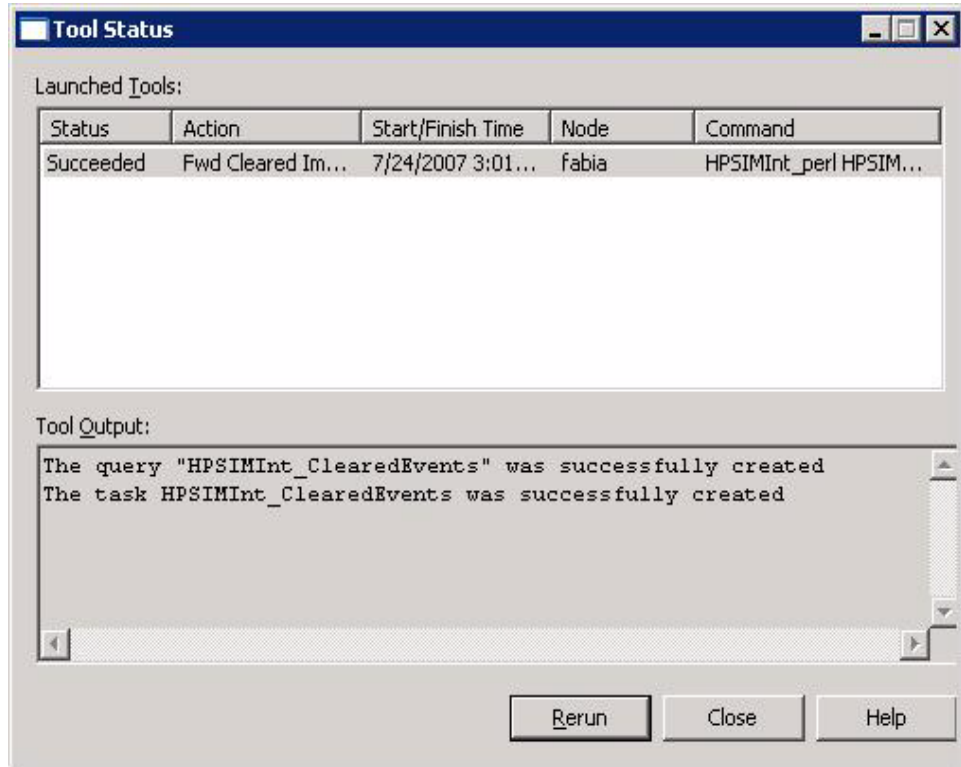 Tool Status
Launched Tools:
Status Action Start/Finish Time Node Command
Succeeded Fwd Cleared Im... 7/24/2007 3:01... fabia HPSIMInt_perl HPSIM...
Tool Output:
The query "HPSIMInt_ClearedEvents" was successfully created
The task HPSIMInt_ClearedEvents was successfully created
Rerun Close Help